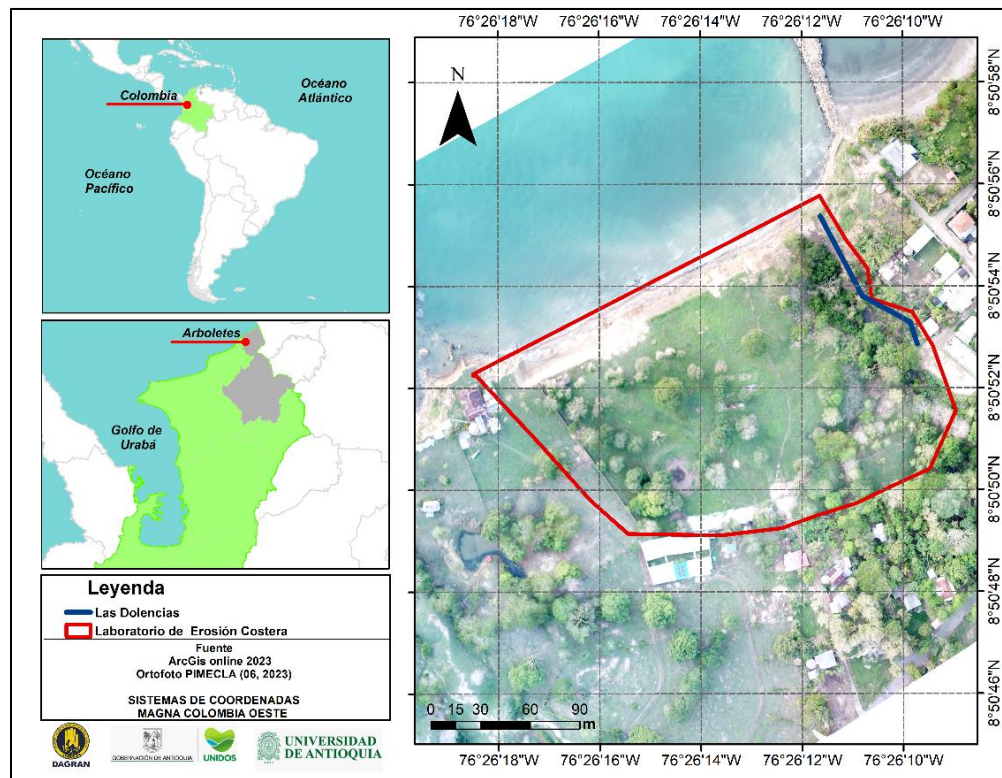 Colombia
Océano
Atlántico
Océano
Pacífico
Arboletes
Golfo de
Urabá
Leyenda
Las Dolencias
Laboratorio de Erosión Costera
Fuente
ArcGis online 2023
Ortofoto PIMECLA (06, 2023)
SISTEMAS DE COORDENADAS
MAGNA COLOMBIA OESTE
DAGRAN
GOBERNACIÓN DE ANTIOQUIA
UNIDOS
UNIVERSIDAD
DE ANTIOQUIA
76°26'18"W 76°26'16"W 76°26'14"W 76°26'12"W 76°26'10"W
N
8°50'58"N
8°50'56"N
8°50'54"N
8°50'52"N
8°50'50"N
8°50'48"N
8°50'46"N
0 15 30 60 90
m
76°26'18"W 76°26'16"W 76°26'14"W 76°26'12"W 76°26'10"W